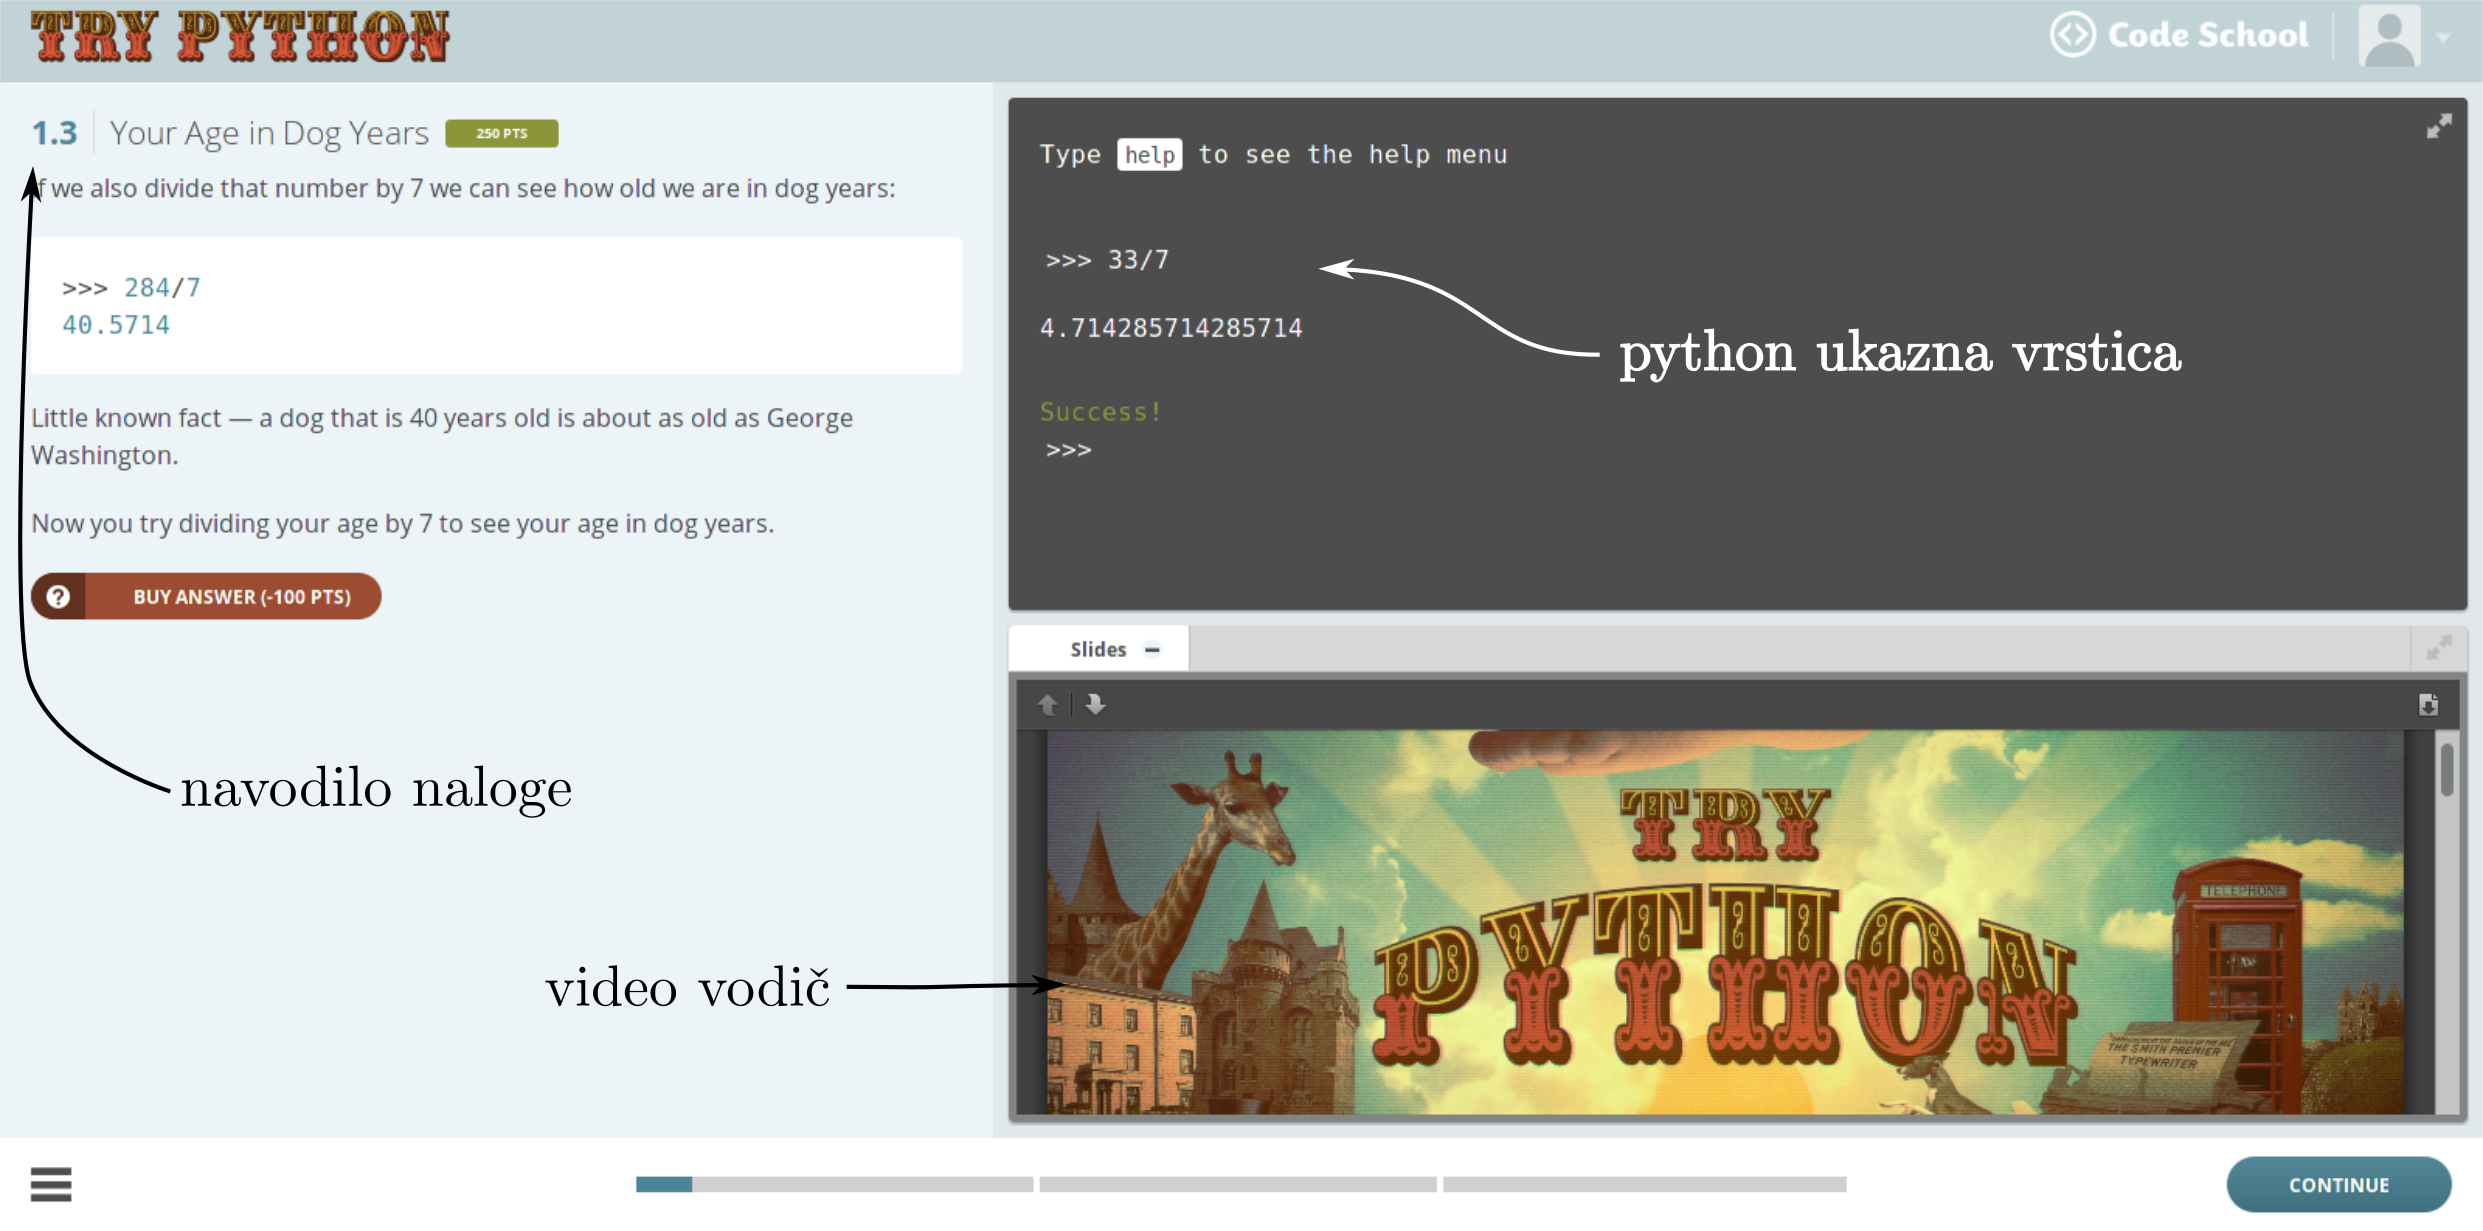 TRY PYTHON
Code School
1.3 Your Age in Dog Years 250 PTS
f we also divide that number by 7 we can see how old we are in dog years:
>>> 284/7
40.5714
Little known fact — a dog that is 40 years old is about as old as George
Washington.
Now you try dividing your age by 7 to see your age in dog years.
? BUY ANSWER (-100 PTS)
navodilo naloge
video vodič
Type help to see the help menu
>>> 33/7
4.714285714285714
python ukazna vrstica
Success!
>>>
Slides
TRY
PYTHON
TELEPHONE
THE SMITH PREMIER
TYPEWRITER
CONTINUE